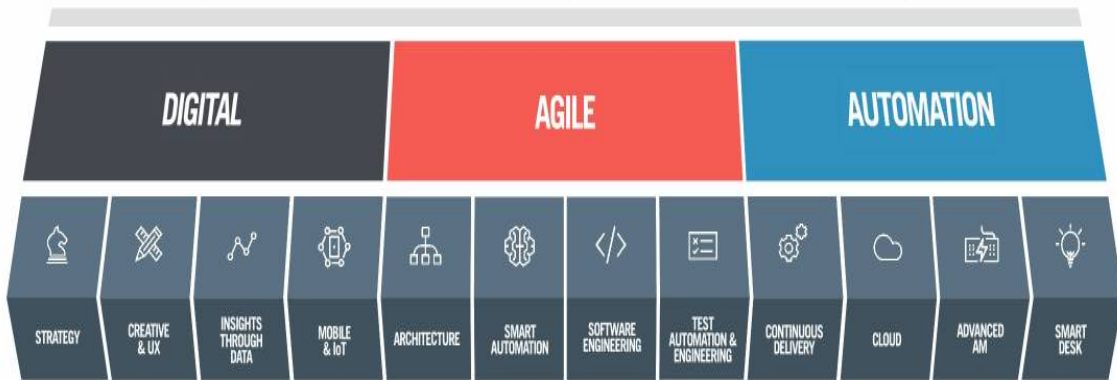 DIGITAL
AGILE
AUTOMATION
STRATEGY
CREATIVE
& UX
INSIGHTS
THROUGH
DATA
MOBILE
& IoT
ARCHITECTURE
SMART
AUTOMATION
SOFTWARE
ENGINEERING
TEST
AUTOMATION &
ENGINEERING
CONTINUOUS
DELIVERY
CLOUD
ADVANCED
AM
SMART
DESK